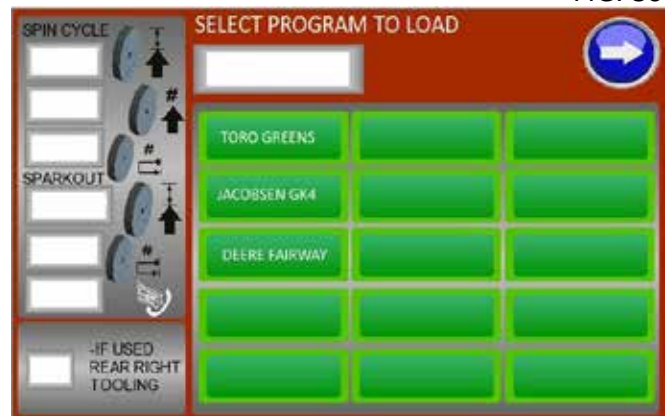 SPIN CYCLE
#
#
SPARKOUT
#
-IF USED
REAR RIGHT
TOOLING
SELECT PROGRAM TO LOAD
TORO GREENS
JACOBSEN GK4
DEERE FAIRWAY